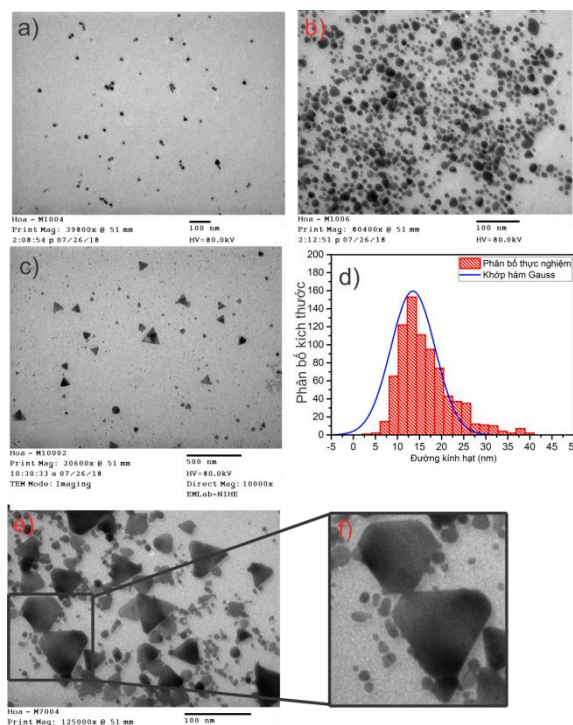 a)
Hoa - M1004
Print Mag: 39800x @ 51 mm
2:08:54 p 07/26/18
100 nm
HV=80.0kV
b)
Hoa - M1006
Print Mag: 80400x @ 51 mm
2:12:51 p 07/26/18
100 nm
HV=80.0kV
c)
Hoa - M10002
Print Mag: 20600x @ 51 mm
10:30:33 a 07/26/18
TEM Mode: Imaging
500 nm
HV=80.0kV
Direct Mag: 10000x
EMLab-NIHE
d)
Phân bố thực nghiệm
Khớp hàm Gauss
Phân bố kích thước
200
180
160
140
120
100
80
60
40
20
0
-5 0 5 10 15 20 25 30 35 40 45
Đường kính hạt (nm)
e)
Hoa - M7004
Print Mag: 125000x @ 51 mm
100 nm
f)